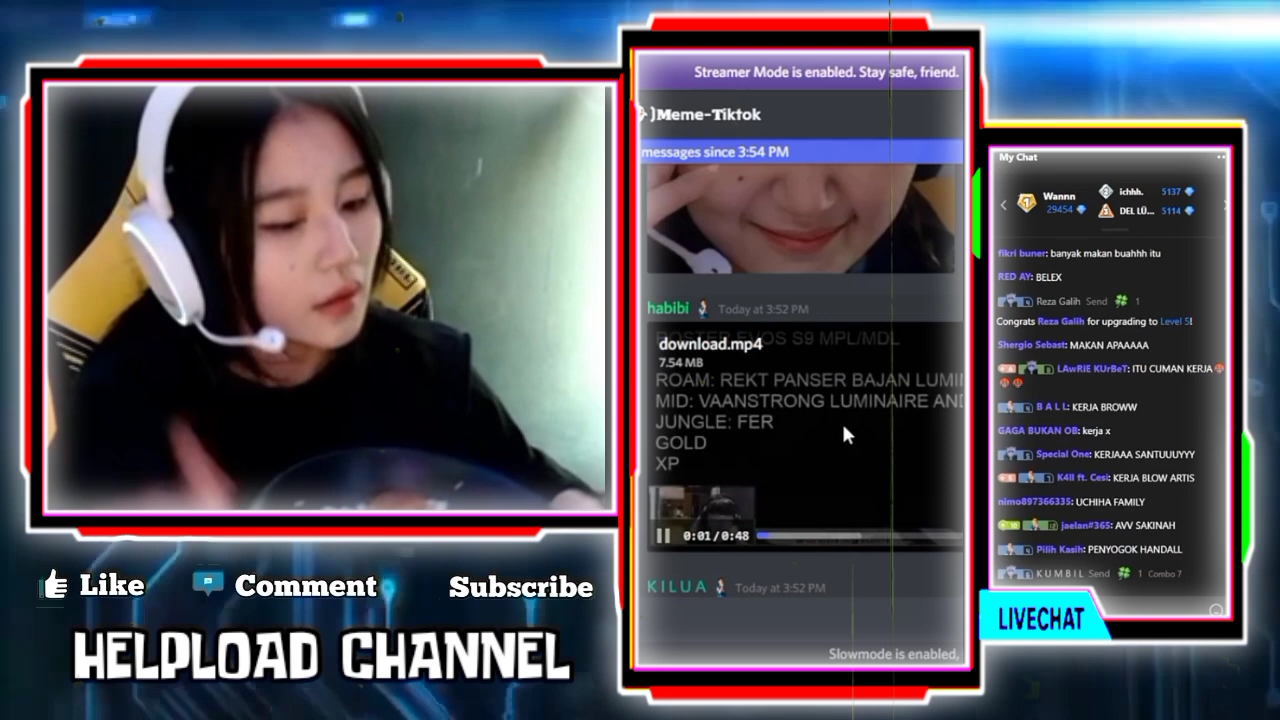 Streamer Mode is enabled. Stay safe, friend.
)Meme-Tiktok
messages since 3:54 PM
habibi Today at 3:52 PM
ROSTER EVOS S9 MPL/MDL
download.mp4
7.54 MB
ROAM: REKT PANSER BAJAN LUMI
MID: VAANSTRONG LUMINAIRE AND
JUNGLE: FER
GOLD
XP
0:01/0:48
KILUA Today at 3:52 PM
Slowmode is enabled,
My Chat
1 Wannn 29454
ichhh. 5137
DEL LÜ... 5114
fikri buner: banyak makan buahhh itu
RED AY: BELEX
Reza Galih Send 1
Congrats Reza Galih for upgrading to Level 5!
Shergio Sebast: MAKAN APAAAAA
LAwRiE KUrBeT: ITU CUMAN KERJA
B A L L: KERJA BROWW
GAGA BUKAN OB: kerja x
Special One: KERJAAA SANTUUUYYY
K4ll ft. Cesi: KERJA BLOW ARTIS
nimo897366335: UCHIHA FAMILY
jaelan#365: AVV SAKINAH
Pilih Kasih: PENYOGOK HANDALL
K U M B I L Send 1 Combo 7
LIVECHAT
Like Comment Subscribe
HELPLOAD CHANNEL